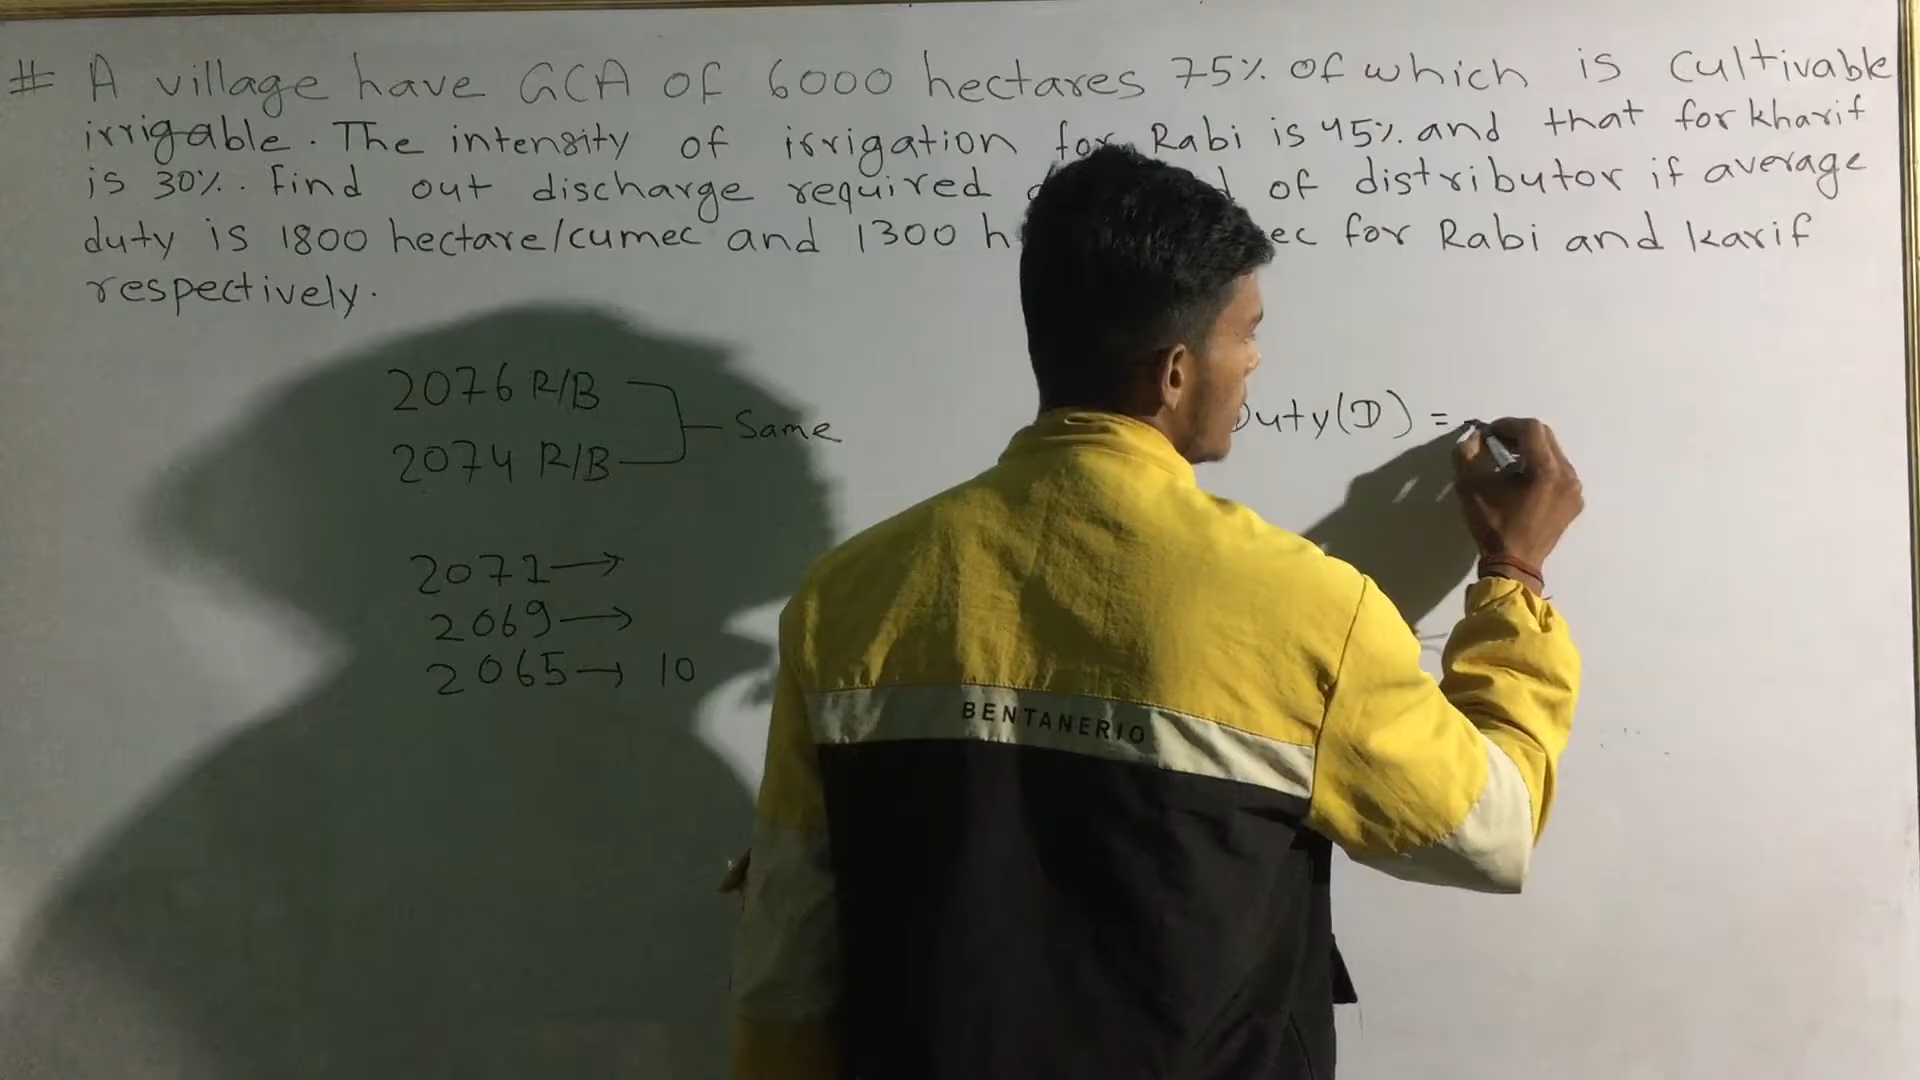 # A village have GCA of 6000 hectares 75% of which is cultivable
irrigable. The intensity of irrigation for Rabi is 45% and that for kharif
is 30%. Find out discharge required of distributor if average
duty is 1800 hectare/cumec and 1300 h ec for Rabi and karif
respectively.
2076 R/B
Same
2074 R/B
2071 →
2069 →
2065 → 10
Duty(D) =
BENTANERIO